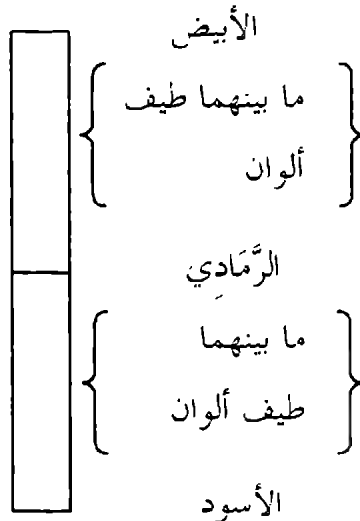 الأبيض
ما بينهما طيف
ألوان
الرَّمَادِي
ما بينهما
طيف ألوان
الأسود